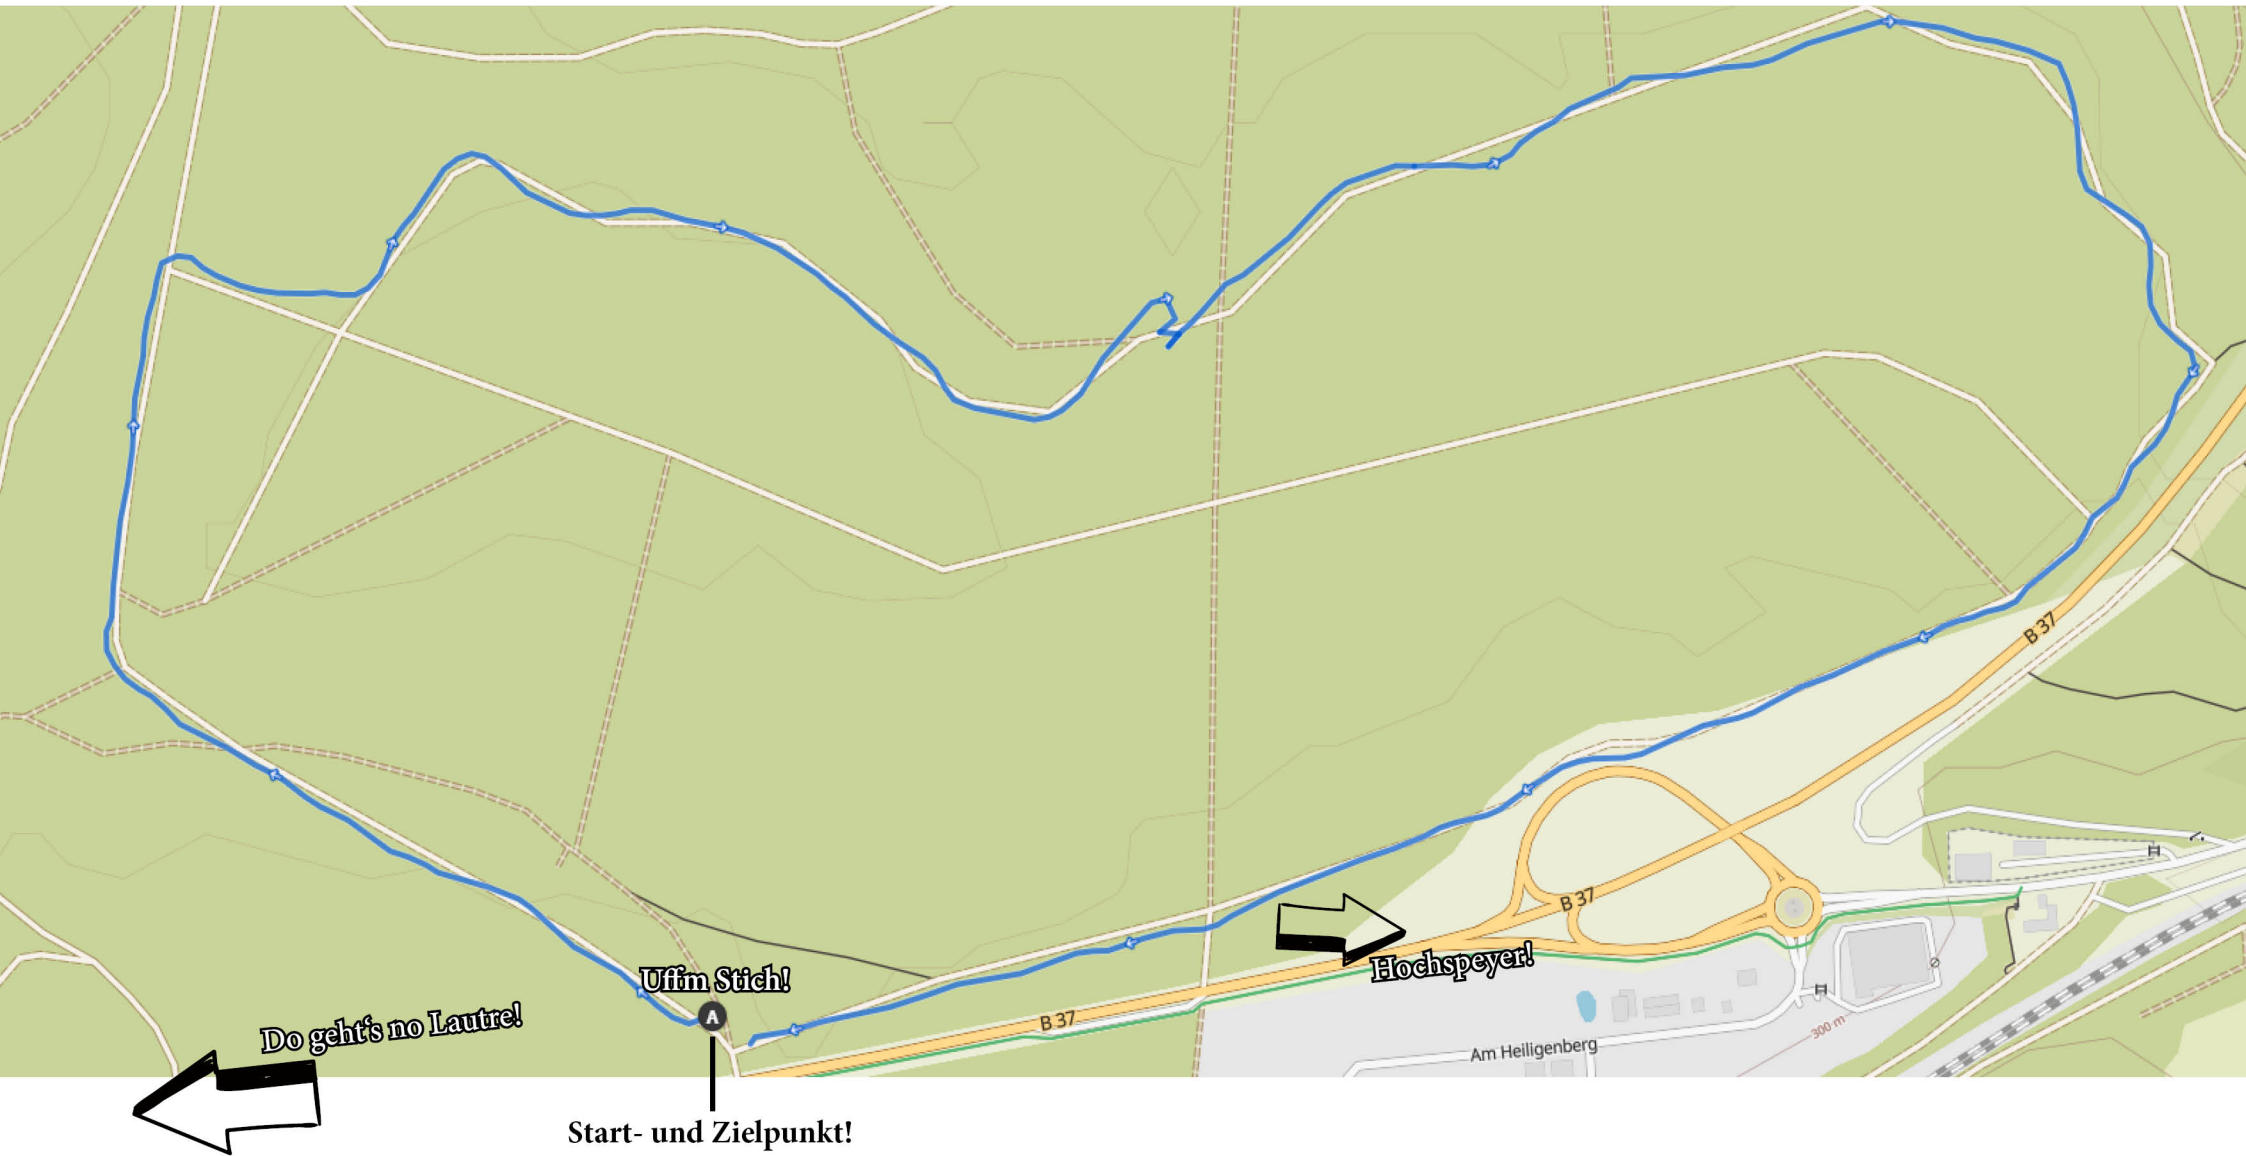 B 37
B 37
Hochspeyer!
Uffm Stich!
A
Do geht's no Lautre!
B 37
Am Heiligenberg
300 m
Start- und Zielpunkt!